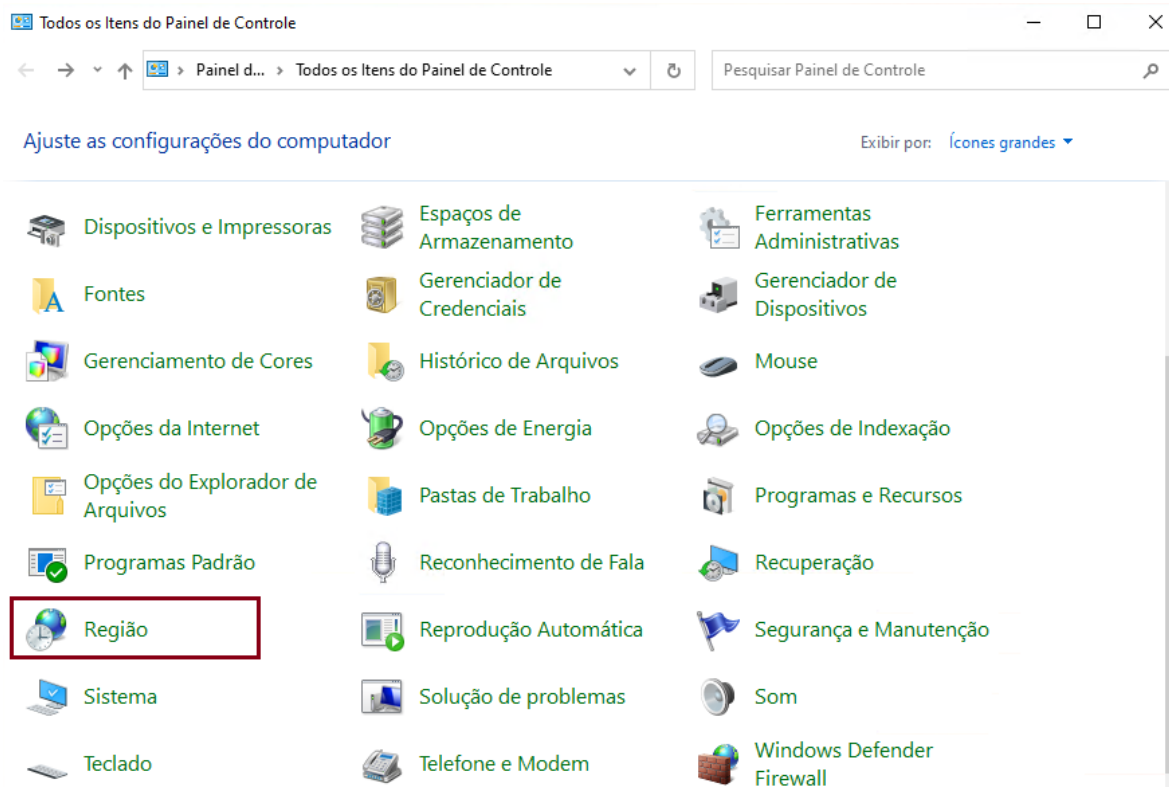 Todos os Itens do Painel de Controle
Painel d... > Todos os Itens do Painel de Controle
Pesquisar Painel de Controle
Ajuste as configurações do computador
Exibir por: Ícones grandes
Dispositivos e Impressoras
Espaços de
Armazenamento
Ferramentas
Administrativas
Fontes
Gerenciador de
Credenciais
Gerenciador de
Dispositivos
Gerenciamento de Cores
Histórico de Arquivos
Mouse
Opções da Internet
Opções de Energia
Opções de Indexação
Opções do Explorador de
Arquivos
Pastas de Trabalho
Programas e Recursos
Programas Padrão
Reconhecimento de Fala
Recuperação
Região
Reprodução Automática
Segurança e Manutenção
Sistema
Solução de problemas
Som
Teclado
Telefone e Modem
Windows Defender
Firewall